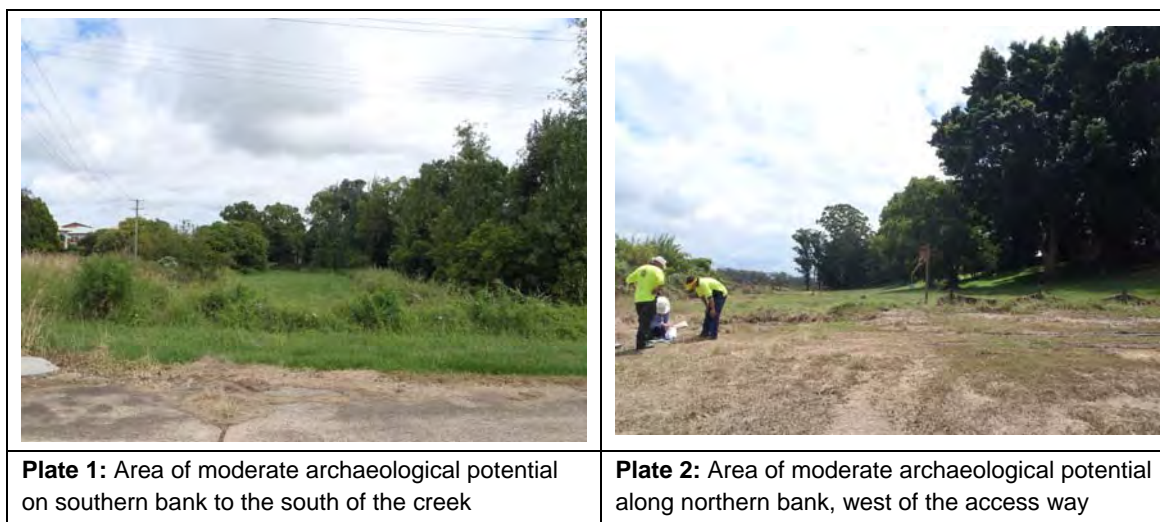 Plate 1: Area of moderate archaeological potential
on southern bank to the south of the creek
Plate 2: Area of moderate archaeological potential
along northern bank, west of the access way